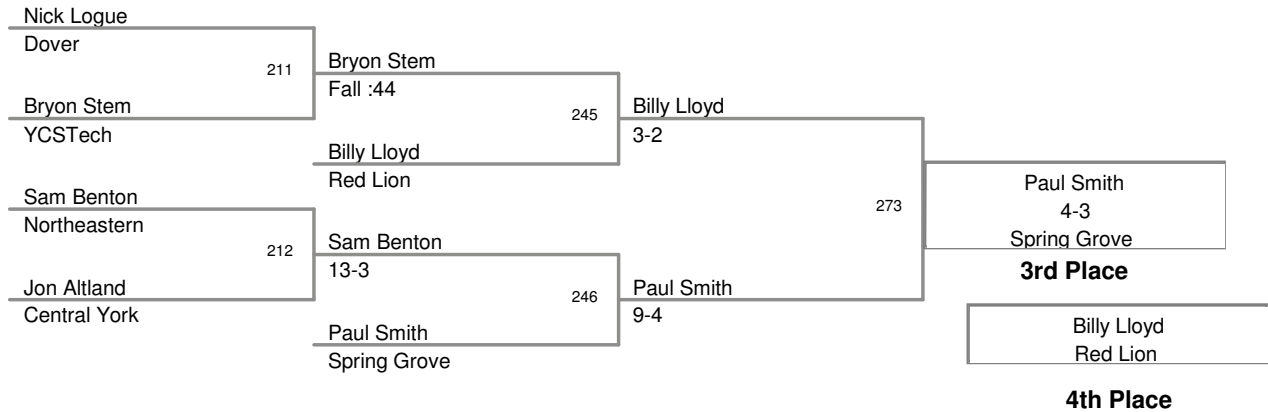 Nick Logue
Dover
211
Bryon Stem
Fall :44
Bryon Stem
YCSTech
245
Billy Lloyd
3-2
Billy Lloyd
Red Lion
Sam Benton
Northeastern
273
Paul Smith
4-3
Spring Grove
3rd Place
212
Sam Benton
13-3
Jon Altland
Central York
246
Paul Smith
9-4
Paul Smith
Spring Grove
Billy Lloyd
Red Lion
4th Place